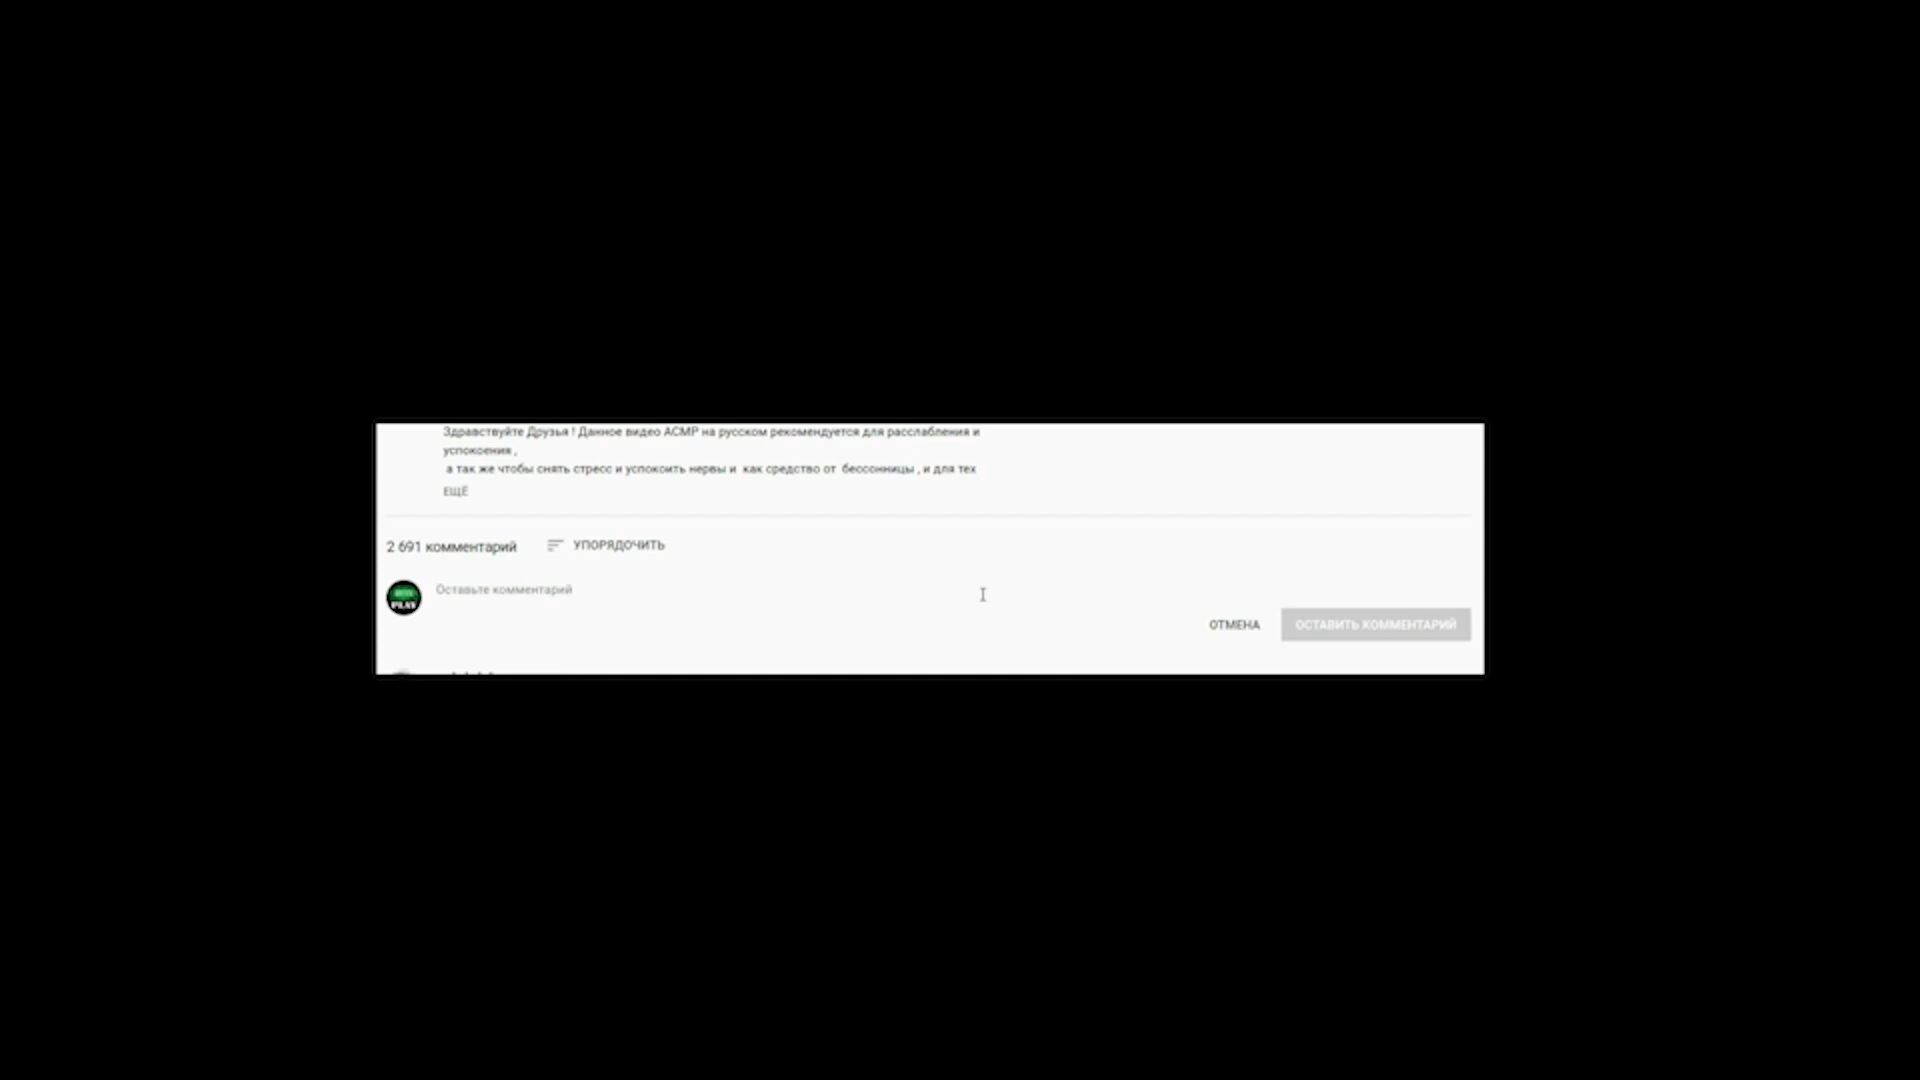 Здравствуйте Друзья ! Данное видео АСМР на русском рекомендуется для расслабления и
успокоения ,
а так же чтобы снять стресс и успокоить нервы и как средство от бессонницы , и для тех
ЕЩЁ
2 691 комментарий
УПОРЯДОЧИТЬ
Оставьте комментарий
PLAY
ОТМЕНА
ОСТАВИТЬ КОММЕНТАРИЙ